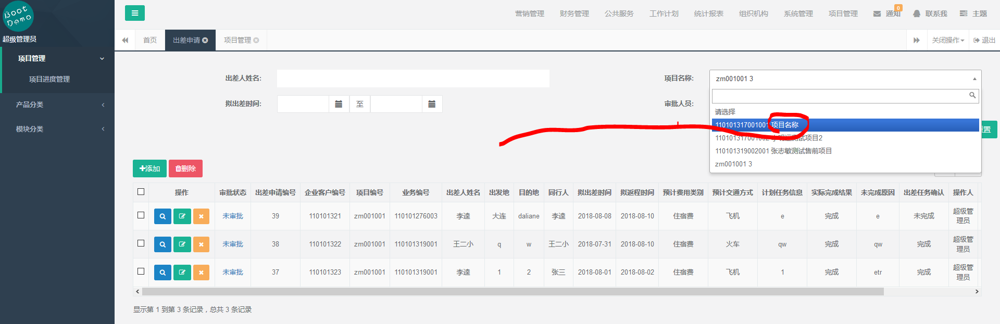 Boot
Demo
超级管理员
项目管理
项目进度管理
产品分类
模块分类
营销管理 财务管理 公共服务 工作计划 统计报表 组织机构 系统管理 项目管理 通知 0 联系我 主题
首页 出差申请 项目管理 关闭操作 退出
出差人姓名: 项目名称: zm001001 3
拟出差时间: 至 审批人员:
请选择
110101317001001 项目名称
110101317001002 测试项目2
110101319002001 张志敏测试售前项目
zm001001 3
置
添加 删除
操作 审批状态 出差申请编号 企业客户编号 项目编号 业务编号 出差人姓名 出发地 目的地 同行人 拟出差时间 拟返程时间 预计费用类别 预计交通方式 计划任务信息 实际完成结果 未完成原因 出差任务确认 操作人
未审批 39 110101321 zm001001 110101276003 李逵 大连 daliane 李逵 2018-08-08 2018-08-10 住宿费 飞机 e 完成 e 未完成 超级管理员
未审批 38 110101322 zm001001 110101319001 王二小 q w 王二小 2018-07-31 2018-08-10 住宿费 火车 qw 完成 qw 完成 超级管理员
未审批 37 110101323 zm001001 110101319001 李逵 1 2 张三 2018-08-01 2018-08-02 住宿费 飞机 1 完成 etr 完成 超级管理员
显示第 1 到第 3 条记录，总共 3 条记录